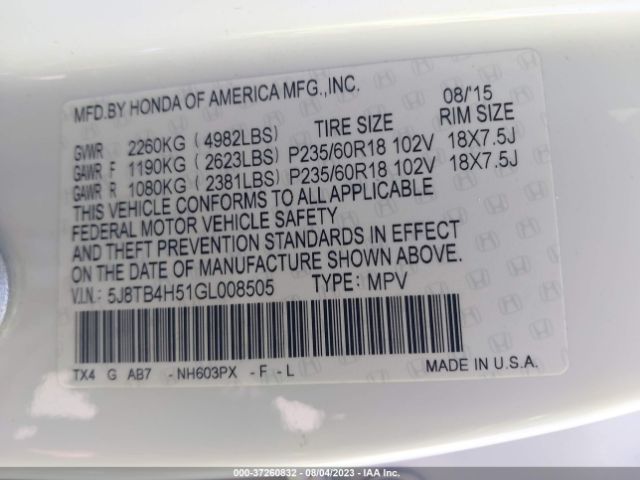 MFD.BY HONDA OF AMERICA MFG.,INC. 08/'15
TIRE SIZE RIM SIZE
GVWR 2260KG (4982LBS)
GAWR F 1190KG (2623LBS) P235/60R18 102V 18X7.5J
GAWR R 1080KG (2381LBS) P235/60R18 102V 18X7.5J
THIS VEHICLE CONFORMS TO ALL APPLICABLE
FEDERAL MOTOR VEHICLE SAFETY
AND THEFT PREVENTION STANDARDS IN EFFECT
ON THE DATE OF MANUFACTURE SHOWN ABOVE.
V.I.N.: 5J8TB4H51GL008505 TYPE: MPV
TX4 G AB7 -NH603PX -F-L MADE IN U.S.A.
000-37260832 - 08/04/2023 - IAA Inc.